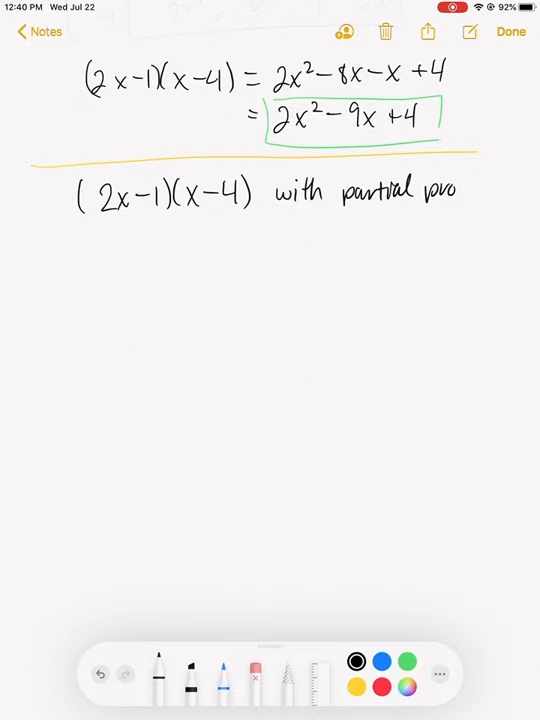 12:40 PM Wed Jul 22
92%
Notes
Done
(2x-1)(x-4) = 2x² - 8x - x + 4
= 2x² - 9x + 4
(2x-1)(x-4) with partial pro